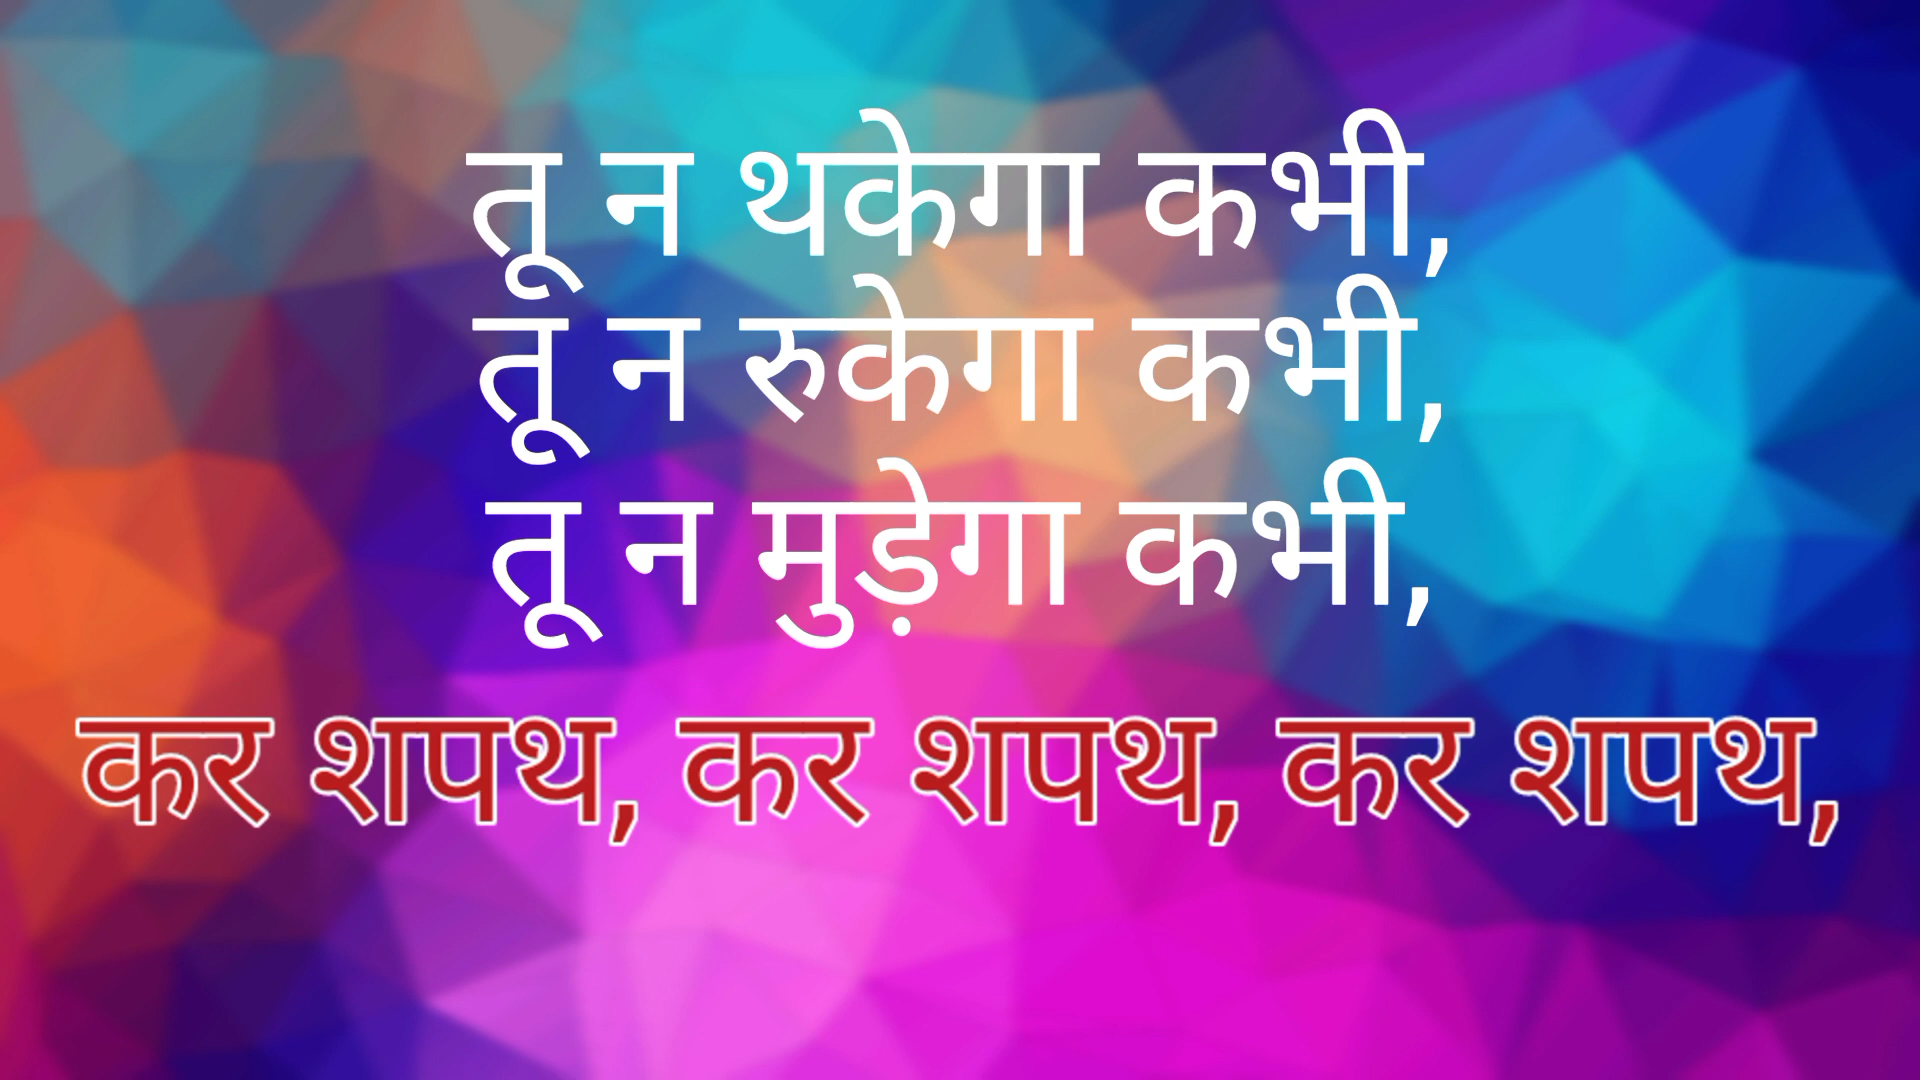 तू न थकेगा कभी,
तू न रुकेगा कभी,
तू न मुड़ेगा कभी,
कर शपथ, कर शपथ, कर शपथ,